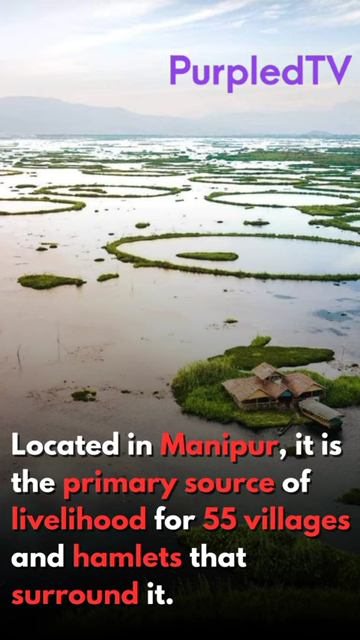 PurpledTV
Located in Manipur, it is
the primary source of
livelihood for 55 villages
and hamlets that
surround it.